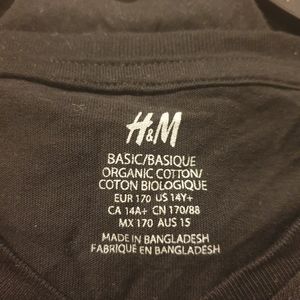 H&M
BASIC/BASIQUE
ORGANIC COTTON/
COTON BIOLOGIQUE
EUR 170 US 14Y+
CA 14A+ CN 170/88
MX 170 AUS 15
MADE IN BANGLADESH
FABRIQUÉ EN BANGLADESH